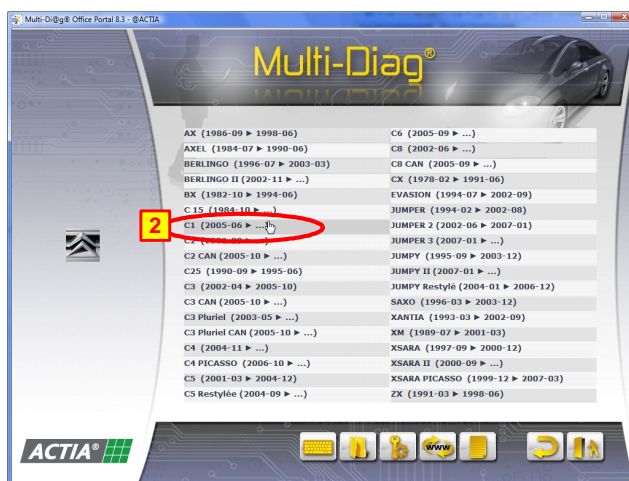 Multi-Di@g® Office Portal 8.3 - @ACTIA
Multi-Diag®
AX (1986-09 ► 1998-06)
AXEL (1984-07 ► 1990-06)
BERLINGO (1996-07 ► 2003-03)
BERLINGO II (2002-11 ► ...)
BX (1982-10 ► 1994-06)
C 15 (1984-10 ► ...)
2
C1 (2005-06 ► ...)
C2
C2 CAN (2005-10 ► ...)
C25 (1990-09 ► 1995-06)
C3 (2002-04 ► 2005-10)
C3 CAN (2005-10 ► ...)
C3 Pluriel (2003-05 ► ...)
C3 Pluriel CAN (2005-10 ► ...)
C4 (2004-11 ► ...)
C4 PICASSO (2006-10 ► ...)
C5 (2001-03 ► 2004-12)
C5 Restylée (2004-09 ► ...)
C6 (2005-09 ► ...)
C8 (2002-06 ► ...)
C8 CAN (2005-09 ► ...)
CX (1978-02 ► 1991-06)
EVASION (1994-07 ► 2002-09)
JUMPER (1994-02 ► 2002-08)
JUMPER 2 (2002-06 ► 2007-01)
JUMPER 3 (2007-01 ► ...)
JUMPY (1995-09 ► 2003-12)
JUMPY II (2007-01 ► ...)
JUMPY Restylé (2004-01 ► 2006-12)
SAXO (1996-03 ► 2003-12)
XANTIA (1993-03 ► 2002-09)
XM (1989-07 ► 2001-03)
XSARA (1997-09 ► 2000-12)
XSARA II (2000-09 ► ...)
XSARA PICASSO (1999-12 ► 2007-03)
ZX (1991-03 ► 1998-06)
ACTIA®
www